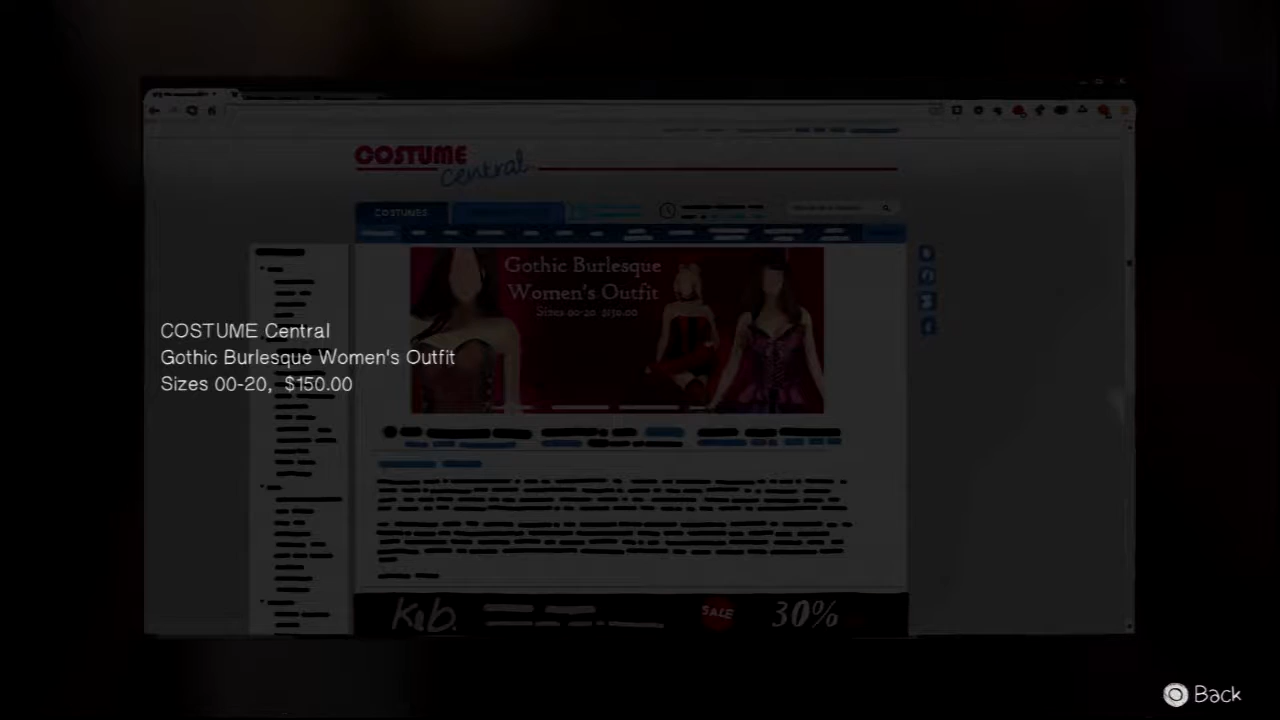 COSTUME
central
COSTUMES
Gothic Burlesque
Women's Outfit
Sizes 00-20 $150.00
COSTUME Central
Gothic Burlesque Women's Outfit
Sizes 00-20, $150.00
SALE
30%
Back